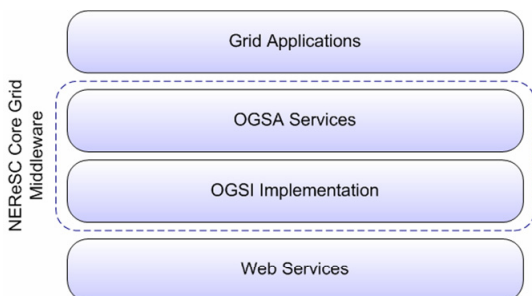 Grid Applications
NEReSC Core Grid
Middleware
OGSA Services
OGSI Implementation
Web Services